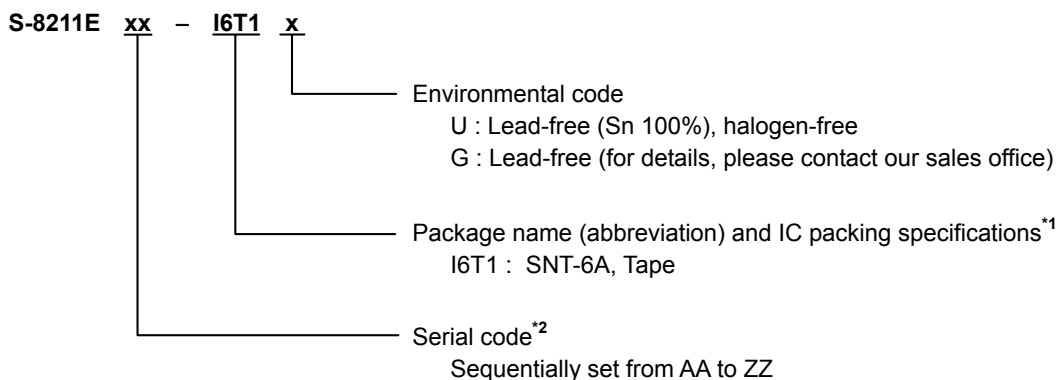 S-8211E xx – I6T1 x
Environmental code
U : Lead-free (Sn 100%), halogen-free
G : Lead-free (for details, please contact our sales office)
Package name (abbreviation) and IC packing specifications*1
I6T1 : SNT-6A, Tape
Serial code*2
Sequentially set from AA to ZZ